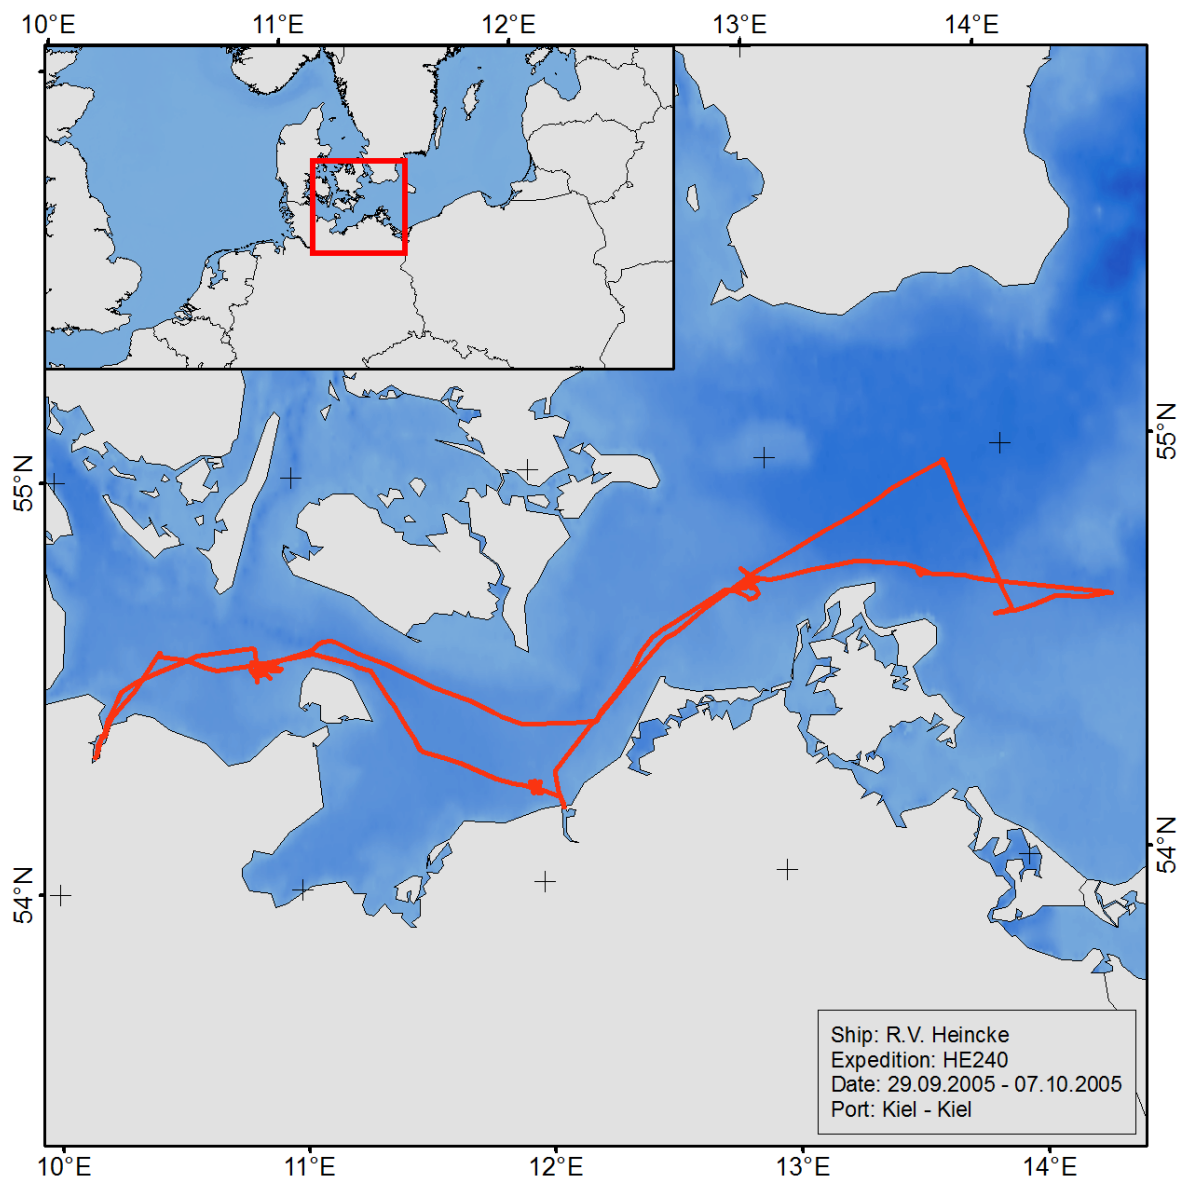 10°E 11°E 12°E 13°E 14°E
55°N
55°N
54°N
54°N
Ship: R.V. Heincke
Expedition: HE240
Date: 29.09.2005 - 07.10.2005
Port: Kiel - Kiel
10°E 11°E 12°E 13°E 14°E